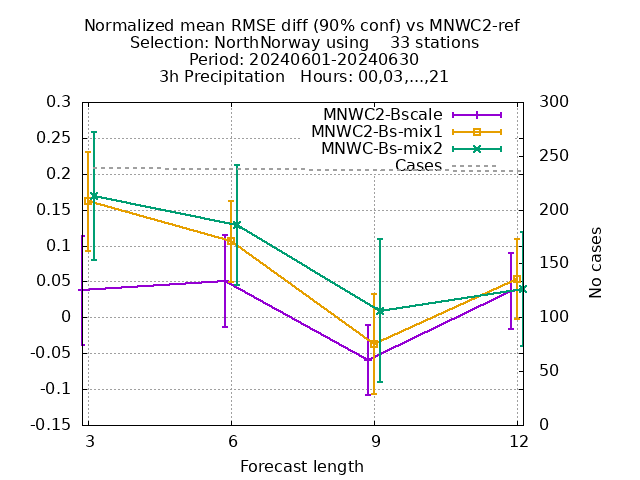 Normalized mean RMSE diff (90% conf) vs MNWC2-ref
Selection: NorthNorway using    33 stations
Period: 20240601-20240630
3h Precipitation   Hours: 00,03,...,21
MNWC2-Bscale
MNWC2-Bs-mix1
MNWC-Bs-mix2
Cases
0.3
0.25
0.2
0.15
0.1
0.05
0
-0.05
-0.1
-0.15
300
250
200
150
100
50
0
No cases
3
6
9
12
Forecast length